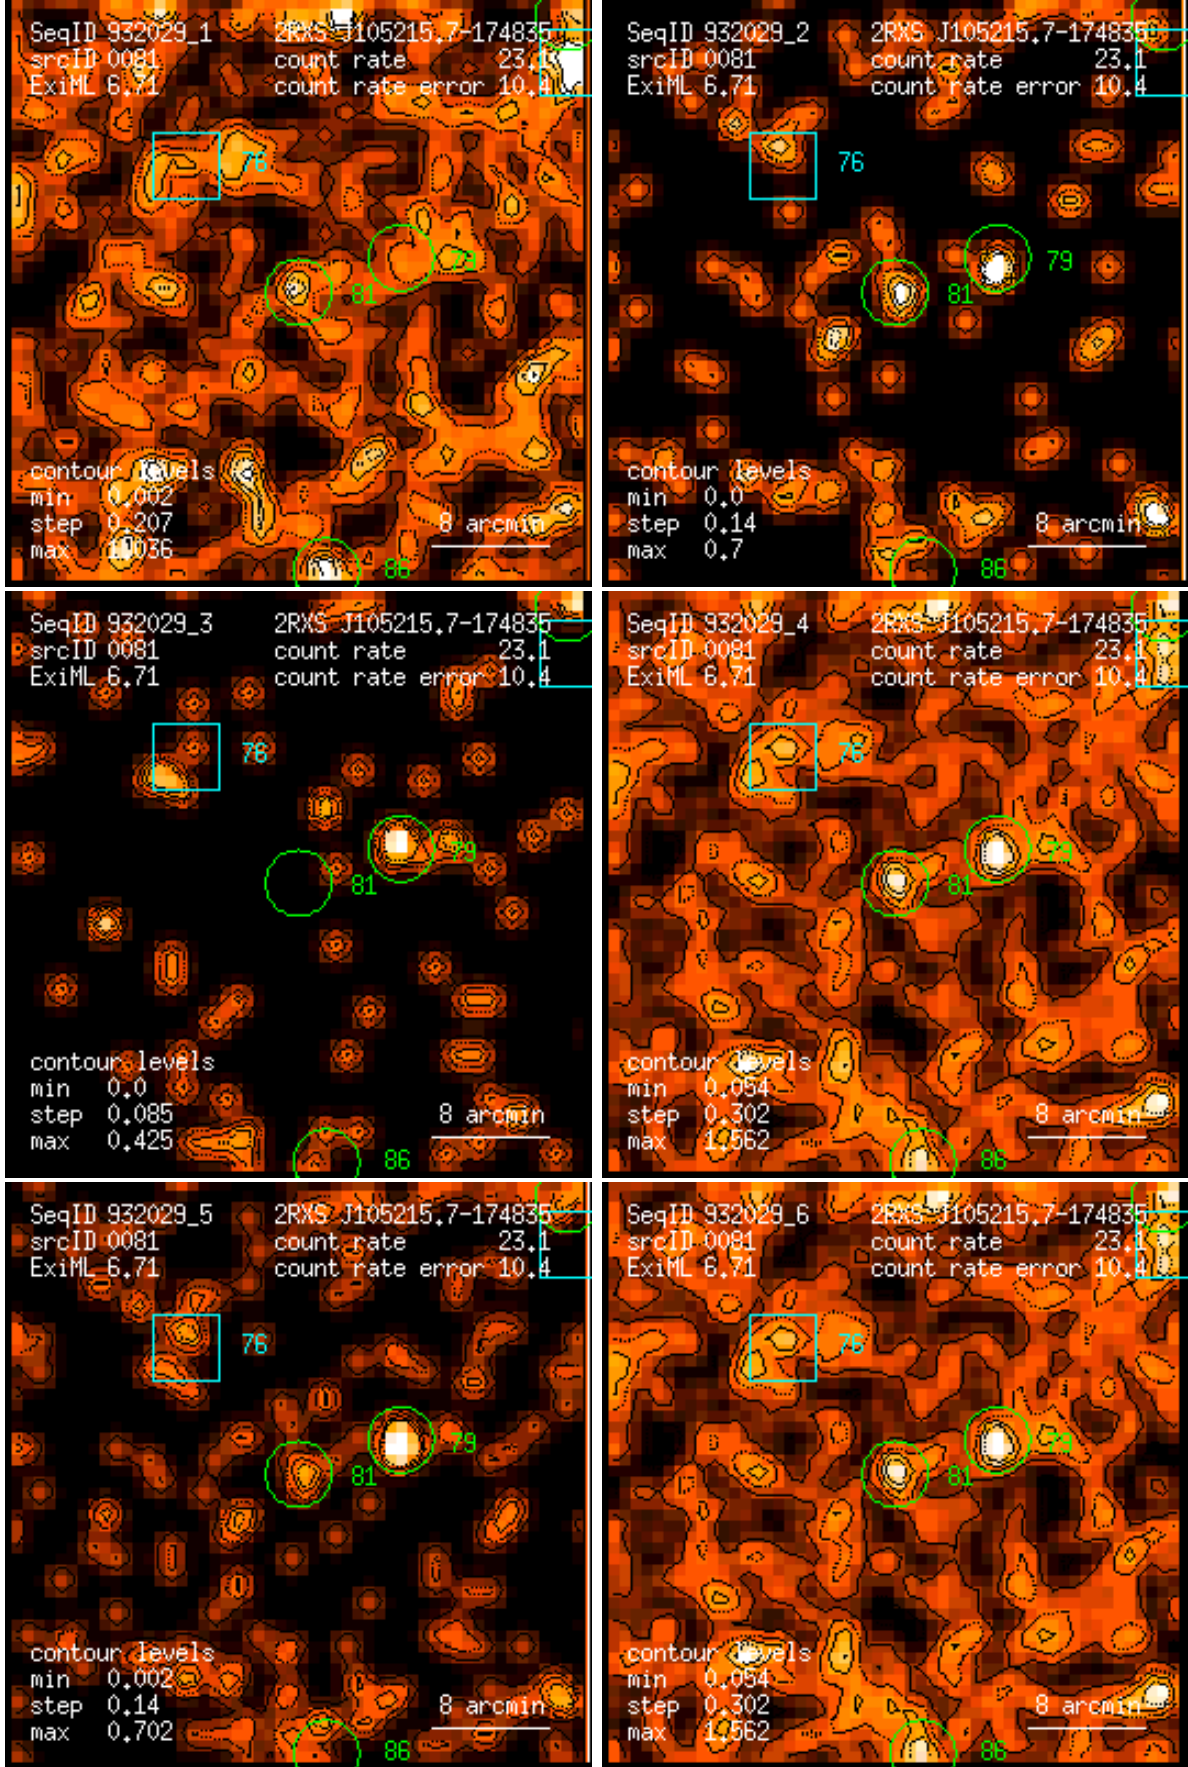 SeqID 932029_1 2RXS J105215.7-174835
srcID 0081 count rate 23.1
ExiML 6.71 count rate error 10.4
76
79
81
contour levels
min 0.002
step 0.207
max 1.036
8 arcmin
86
SeqID 932029_2 2RXS J105215.7-174835
srcID 0081 count rate 23.1
ExiML 6.71 count rate error 10.4
76
79
81
contour levels
min 0.0
step 0.14
max 0.7
8 arcmin
86
SeqID 932029_3 2RXS J105215.7-174835
srcID 0081 count rate 23.1
ExiML 6.71 count rate error 10.4
76
79
81
contour levels
min 0.0
step 0.085
max 0.425
8 arcmin
86
SeqID 932029_4 2RXS J105215.7-174835
srcID 0081 count rate 23.1
ExiML 6.71 count rate error 10.4
76
79
81
contour levels
min 0.054
step 0.302
max 1.562
8 arcmin
86
SeqID 932029_5 2RXS J105215.7-174835
srcID 0081 count rate 23.1
ExiML 6.71 count rate error 10.4
76
79
81
contour levels
min 0.002
step 0.14
max 0.702
8 arcmin
86
SeqID 932029_6 2RXS J105215.7-174835
srcID 0081 count rate 23.1
ExiML 6.71 count rate error 10.4
76
79
81
contour levels
min 0.054
step 0.302
max 1.562
8 arcmin
86